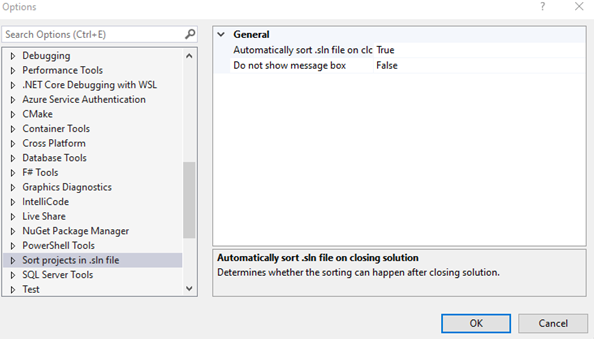 Options
Search Options (Ctrl+E)
Debugging
Performance Tools
.NET Core Debugging with WSL
Azure Service Authentication
CMake
Container Tools
Cross Platform
Database Tools
F# Tools
Graphics Diagnostics
IntelliCode
Live Share
NuGet Package Manager
PowerShell Tools
Sort projects in .sln file
SQL Server Tools
Test
General
Automatically sort .sln file on clc True
Do not show message box False
Automatically sort .sln file on closing solution
Determines whether the sorting can happen after closing solution.
OK
Cancel